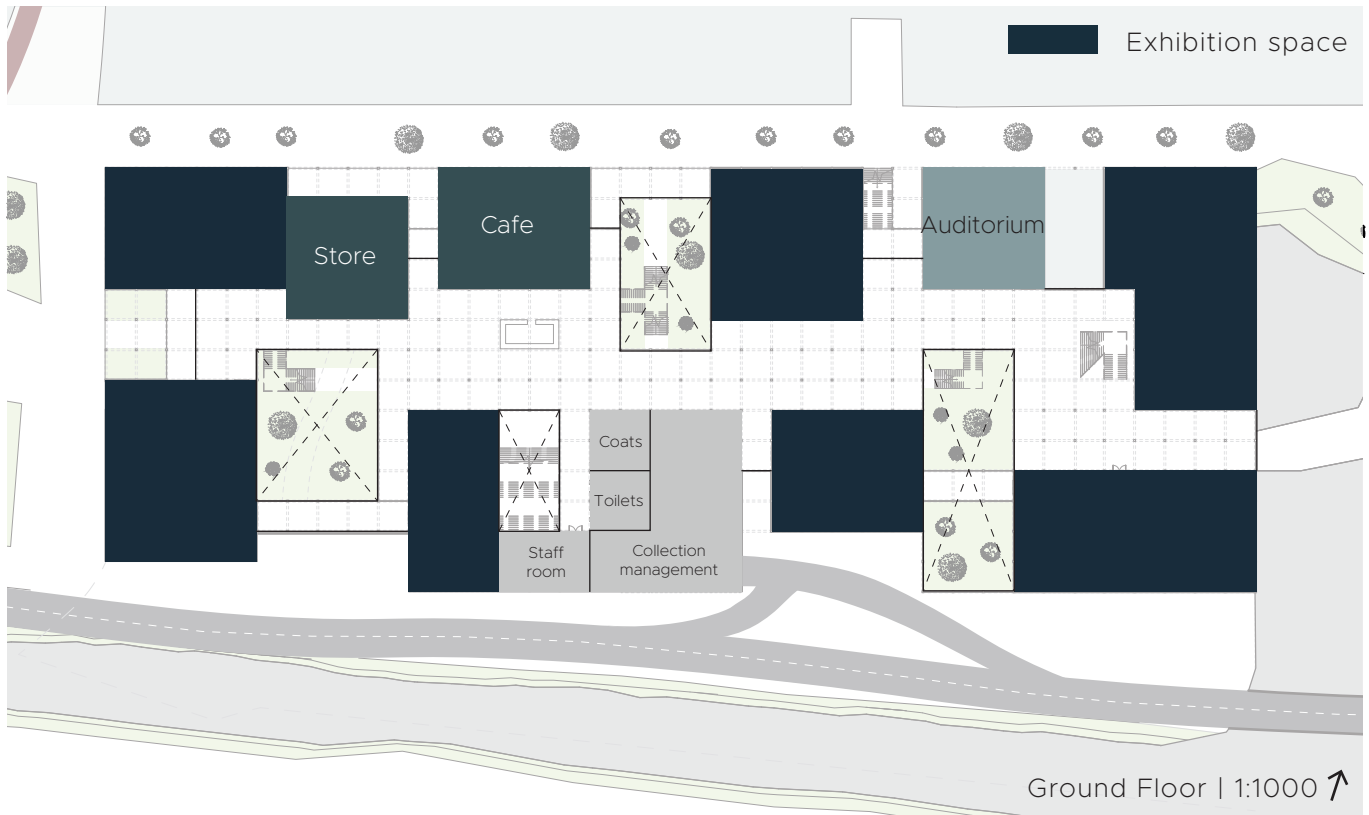 Exhibition space
Cafe
Auditorium
Store
Coats
Toilets
Staff
room
Collection
management
Ground Floor | 1:1000